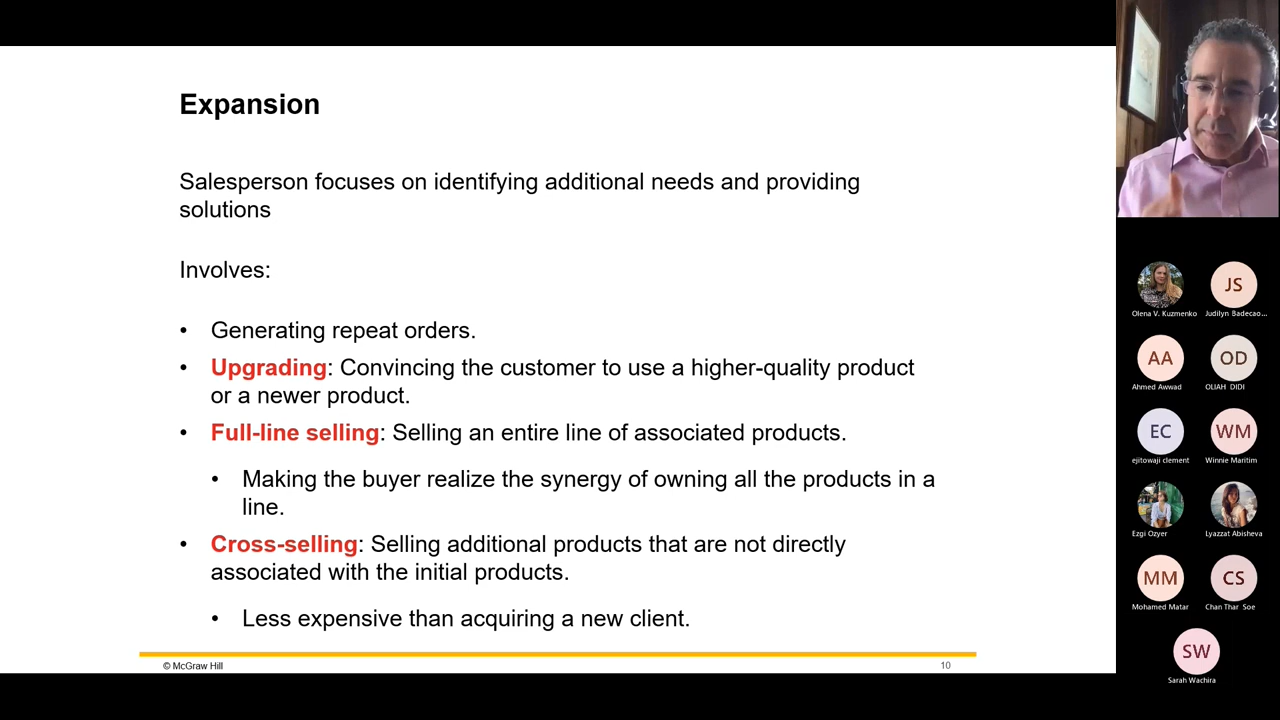 Expansion
Salesperson focuses on identifying additional needs and providing
solutions
Involves:
• Generating repeat orders.
• Upgrading: Convincing the customer to use a higher-quality product
or a newer product.
• Full-line selling: Selling an entire line of associated products.
• Making the buyer realize the synergy of owning all the products in a
line.
• Cross-selling: Selling additional products that are not directly
associated with the initial products.
• Less expensive than acquiring a new client.
© McGraw Hill
10
JS
Olena V. Kuzmenko
Judilyn Badecao...
AA
OD
Ahmed Awwad
OLIAH DIDI
EC
WM
ejitowaji clement
Winnie Maritim
Ezgi Ozyer
Lyazzat Abisheva
MM
CS
Mohamed Matar
Chan Thar Soe
SW
Sarah Wachira